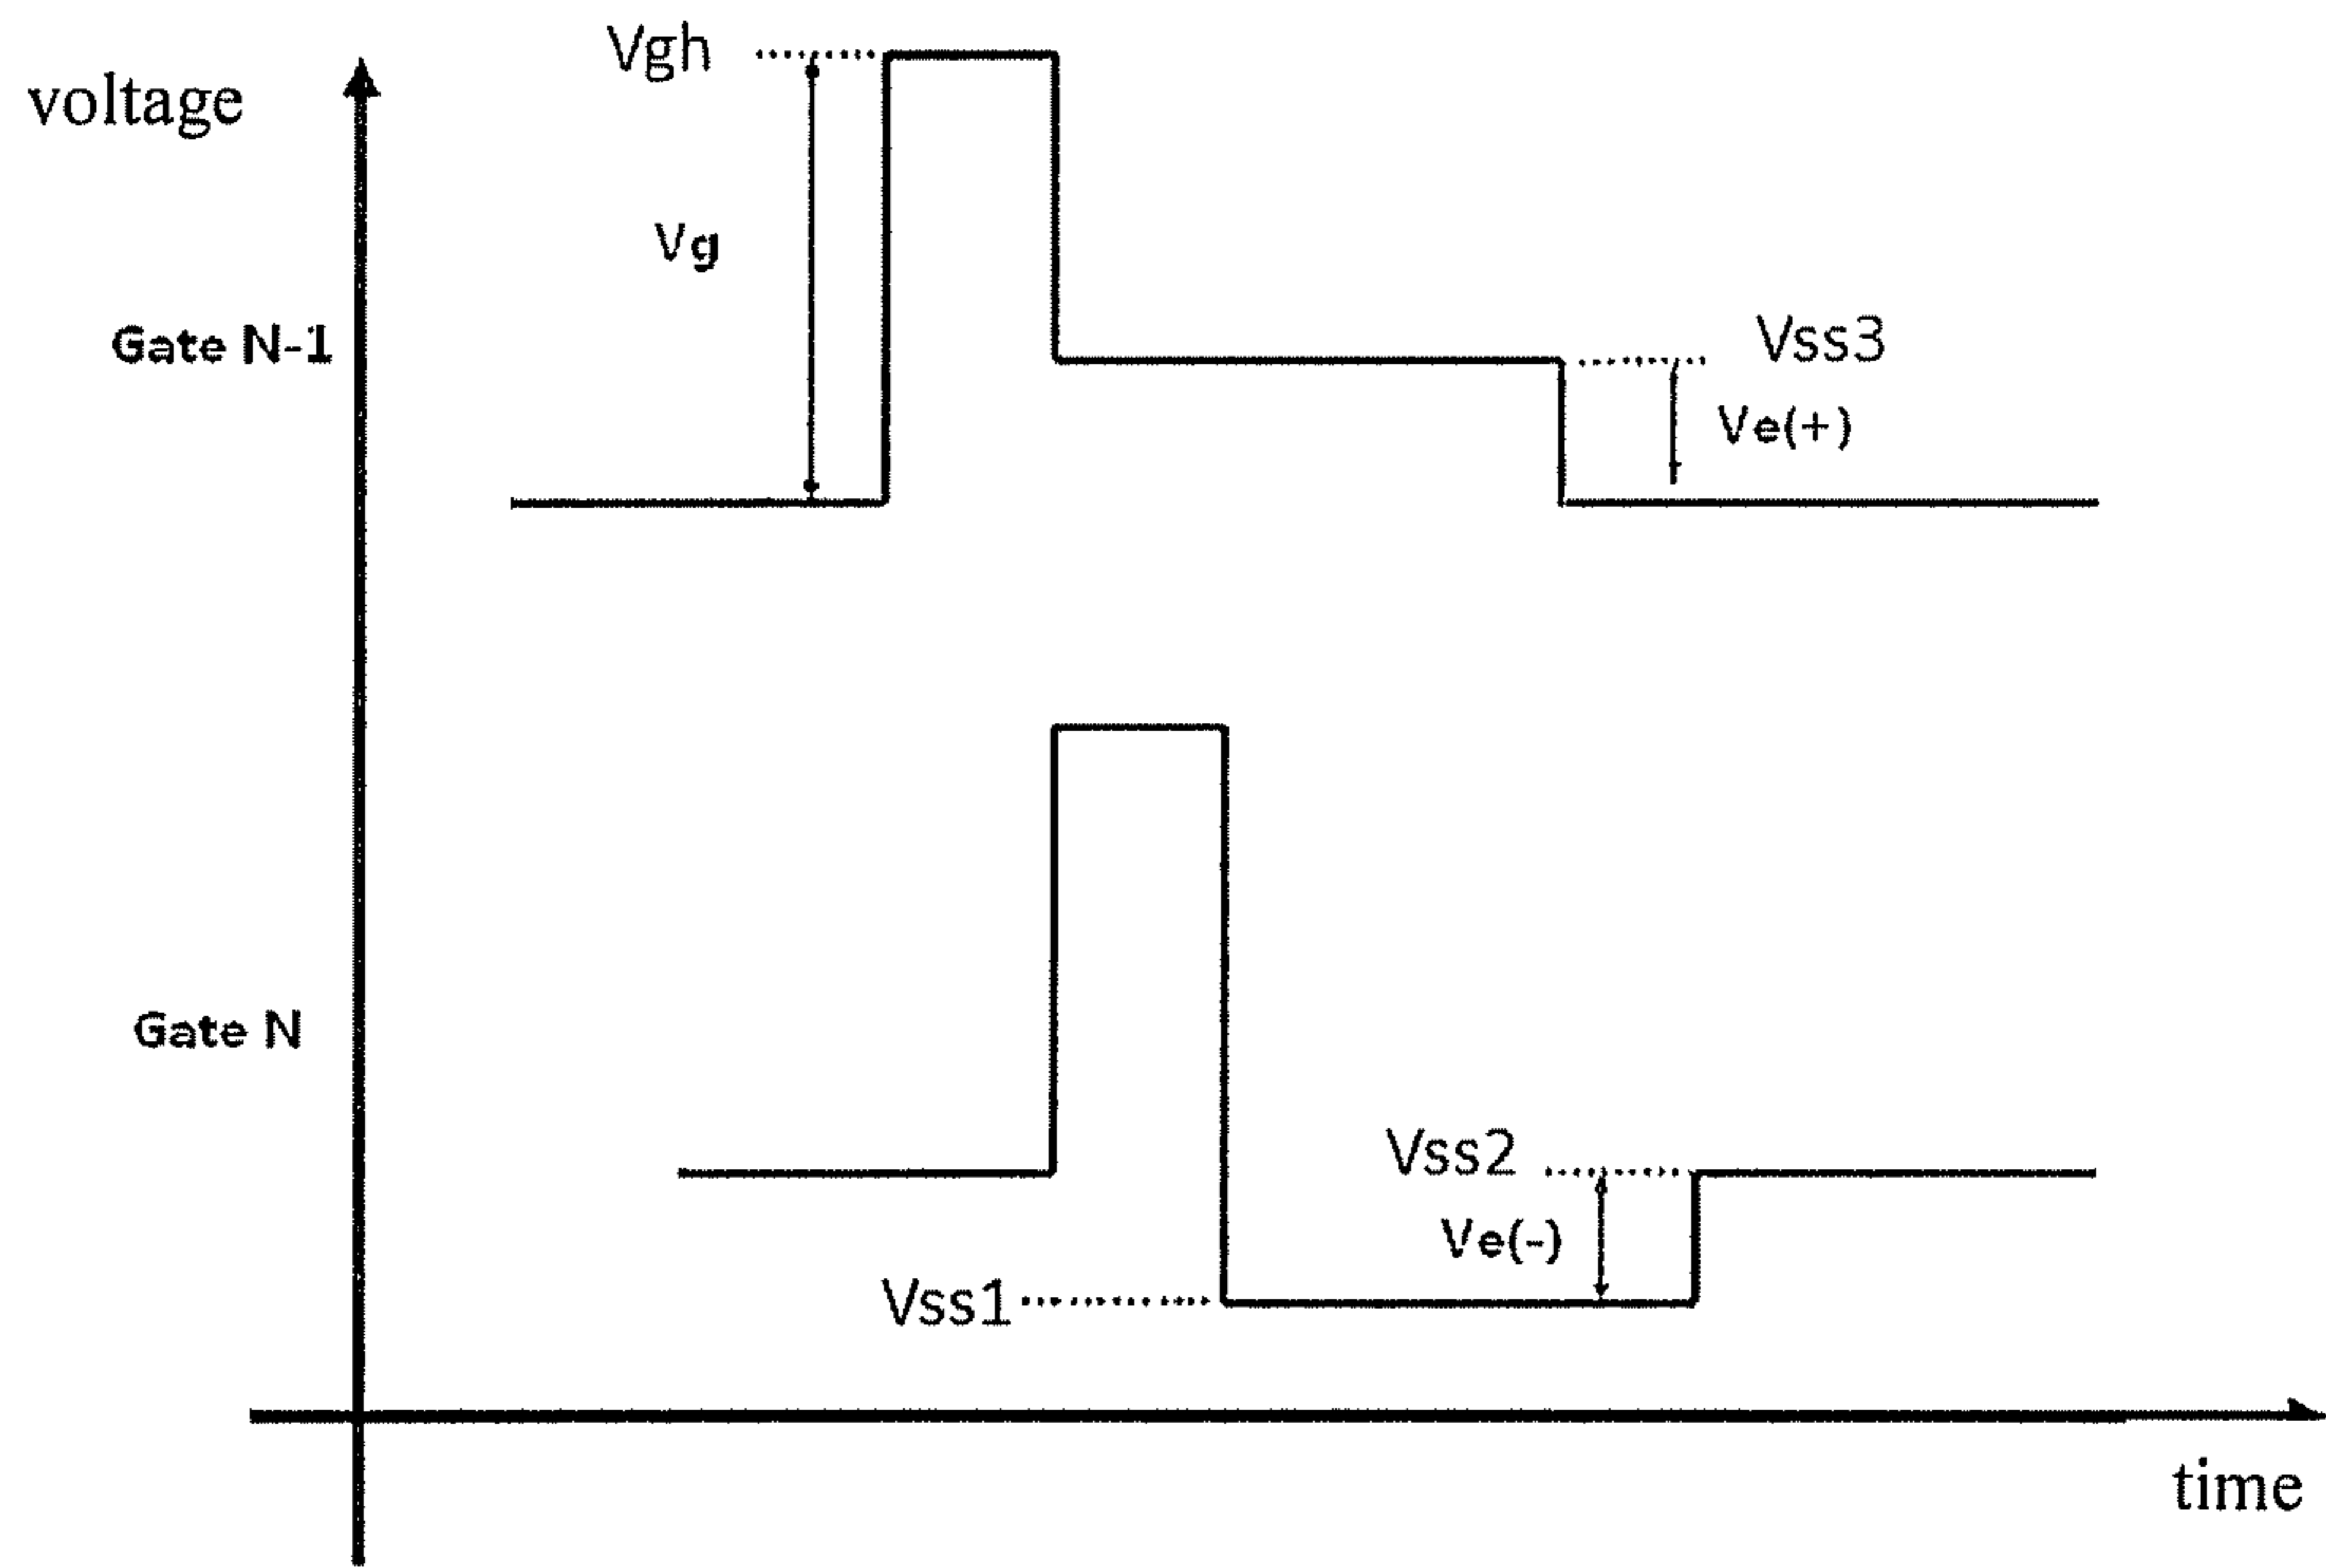 Vgh
voltage
Vg
Gate N-1
Vss3
Ve(+)
Gate N
Vss2
Ve(-)
Vss1
time